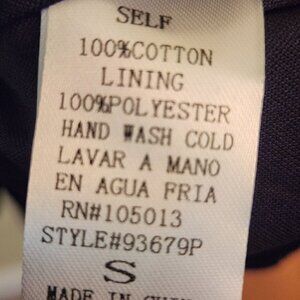 SELF
100%COTTON
LINING
100%POLYESTER
HAND WASH COLD
LAVAR A MANO
EN AGUA FRIA
RN#105013
STYLE#93679P
S
MADE IN